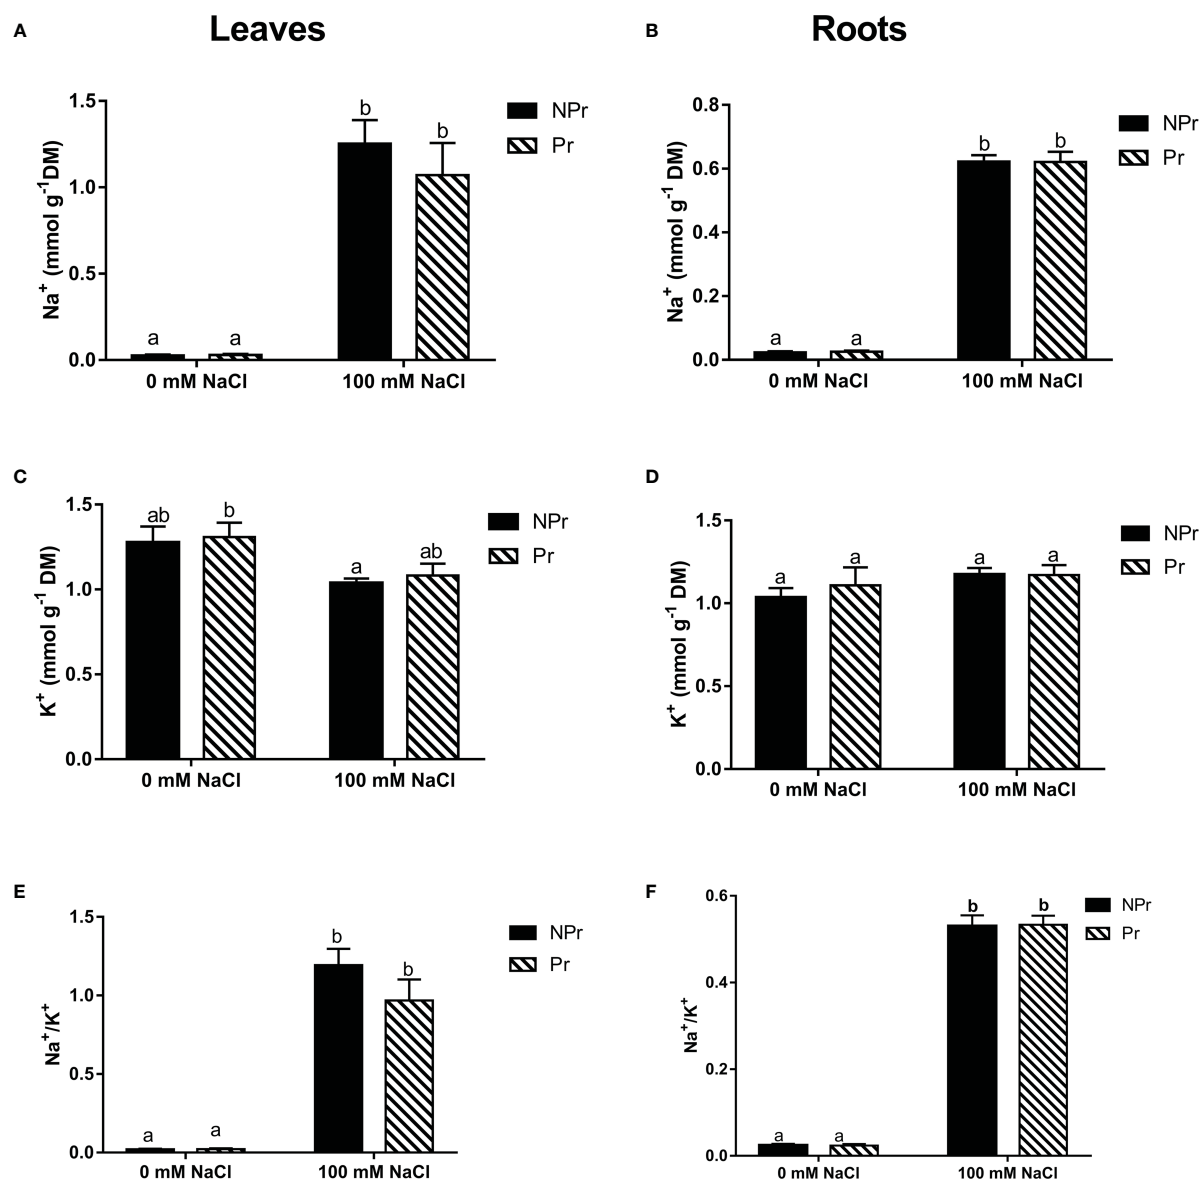 A
Leaves
1.5
1.0
0.5
0.0
Na⁺ (mmol g⁻¹DM)
a
a
b
b
0 mM NaCl
100 mM NaCl
NPr
Pr
B
Roots
0.8
0.6
0.4
0.2
0.0
Na⁺ (mmol g⁻¹ DM)
a
a
b
b
0 mM NaCl
100 mM NaCl
NPr
Pr
C
1.5
1.0
0.5
0.0
K⁺ (mmol g⁻¹ DM)
ab
b
a
ab
0 mM NaCl
100 mM NaCl
NPr
Pr
D
1.5
1.0
0.5
0.0
K⁺ (mmol g⁻¹ DM)
a
a
a
a
0 mM NaCl
100 mM NaCl
NPr
Pr
E
1.5
1.0
0.5
0.0
Na⁺/K⁺
a
a
b
b
0 mM NaCl
100 mM NaCl
NPr
Pr
F
0.6
0.4
0.2
0.0
Na⁺/K⁺
a
a
b
b
0 mM NaCl
100 mM NaCl
NPr
Pr